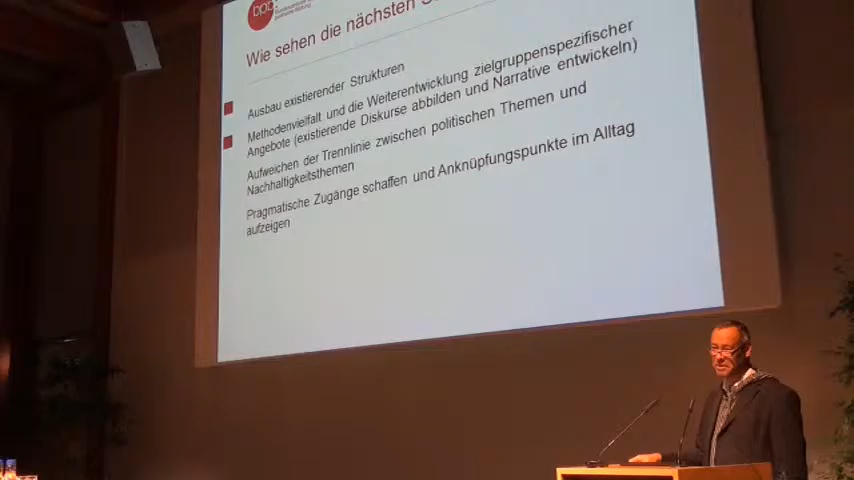 bpb
Wie sehen die nächsten
Ausbau existierender Strukturen
Methodenvielfalt und die Weiterentwicklung zielgruppenspezifischer
Angebote (existierende Diskurse abbilden und Narrative entwickeln)
Aufweichen der Trennlinie zwischen politischen Themen und
Nachhaltigkeitsthemen
Pragmatische Zugänge schaffen, und Anknüpfungspunkte im Alltag
aufzeigen